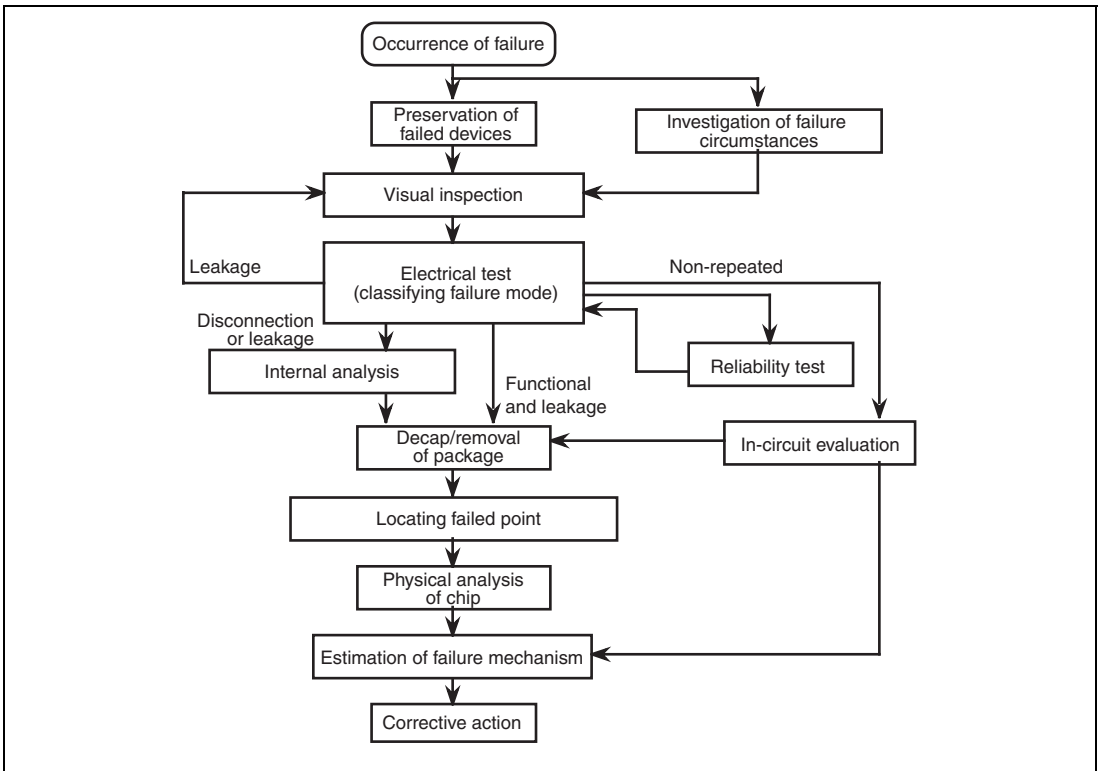 Occurrence of failure
Preservation of
failed devices
Investigation of failure
circumstances
Visual inspection
Leakage
Electrical test
(classifying failure mode)
Non-repeated
Disconnection
or leakage
Internal analysis
Reliability test
Functional
and leakage
Decap/removal
of package
In-circuit evaluation
Locating failed point
Physical analysis
of chip
Estimation of failure mechanism
Corrective action